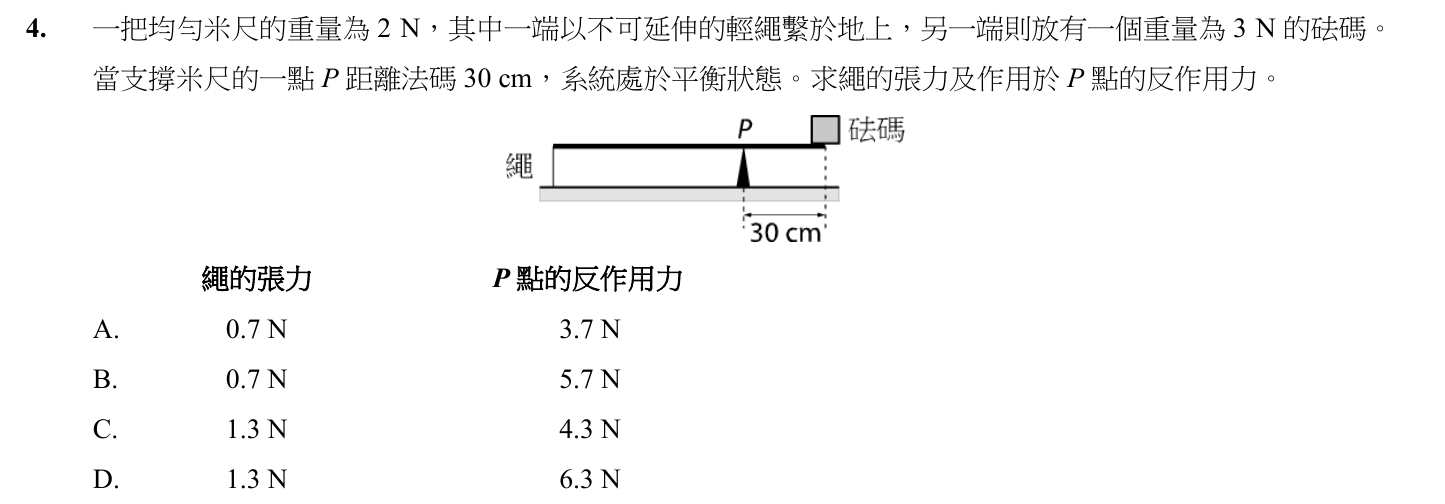 4. 一把均勻米尺的重量為 2 N，其中一端以不可延伸的輕繩繫於地上，另一端則放有一個重量為 3 N 的砝碼。
當支撐米尺的一點 P 距離法碼 30 cm，系統處於平衡狀態。求繩的張力及作用於 P 點的反作用力。
P 砝碼
繩
30 cm
繩的張力 P 點的反作用力
A. 0.7 N 3.7 N
B. 0.7 N 5.7 N
C. 1.3 N 4.3 N
D. 1.3 N 6.3 N